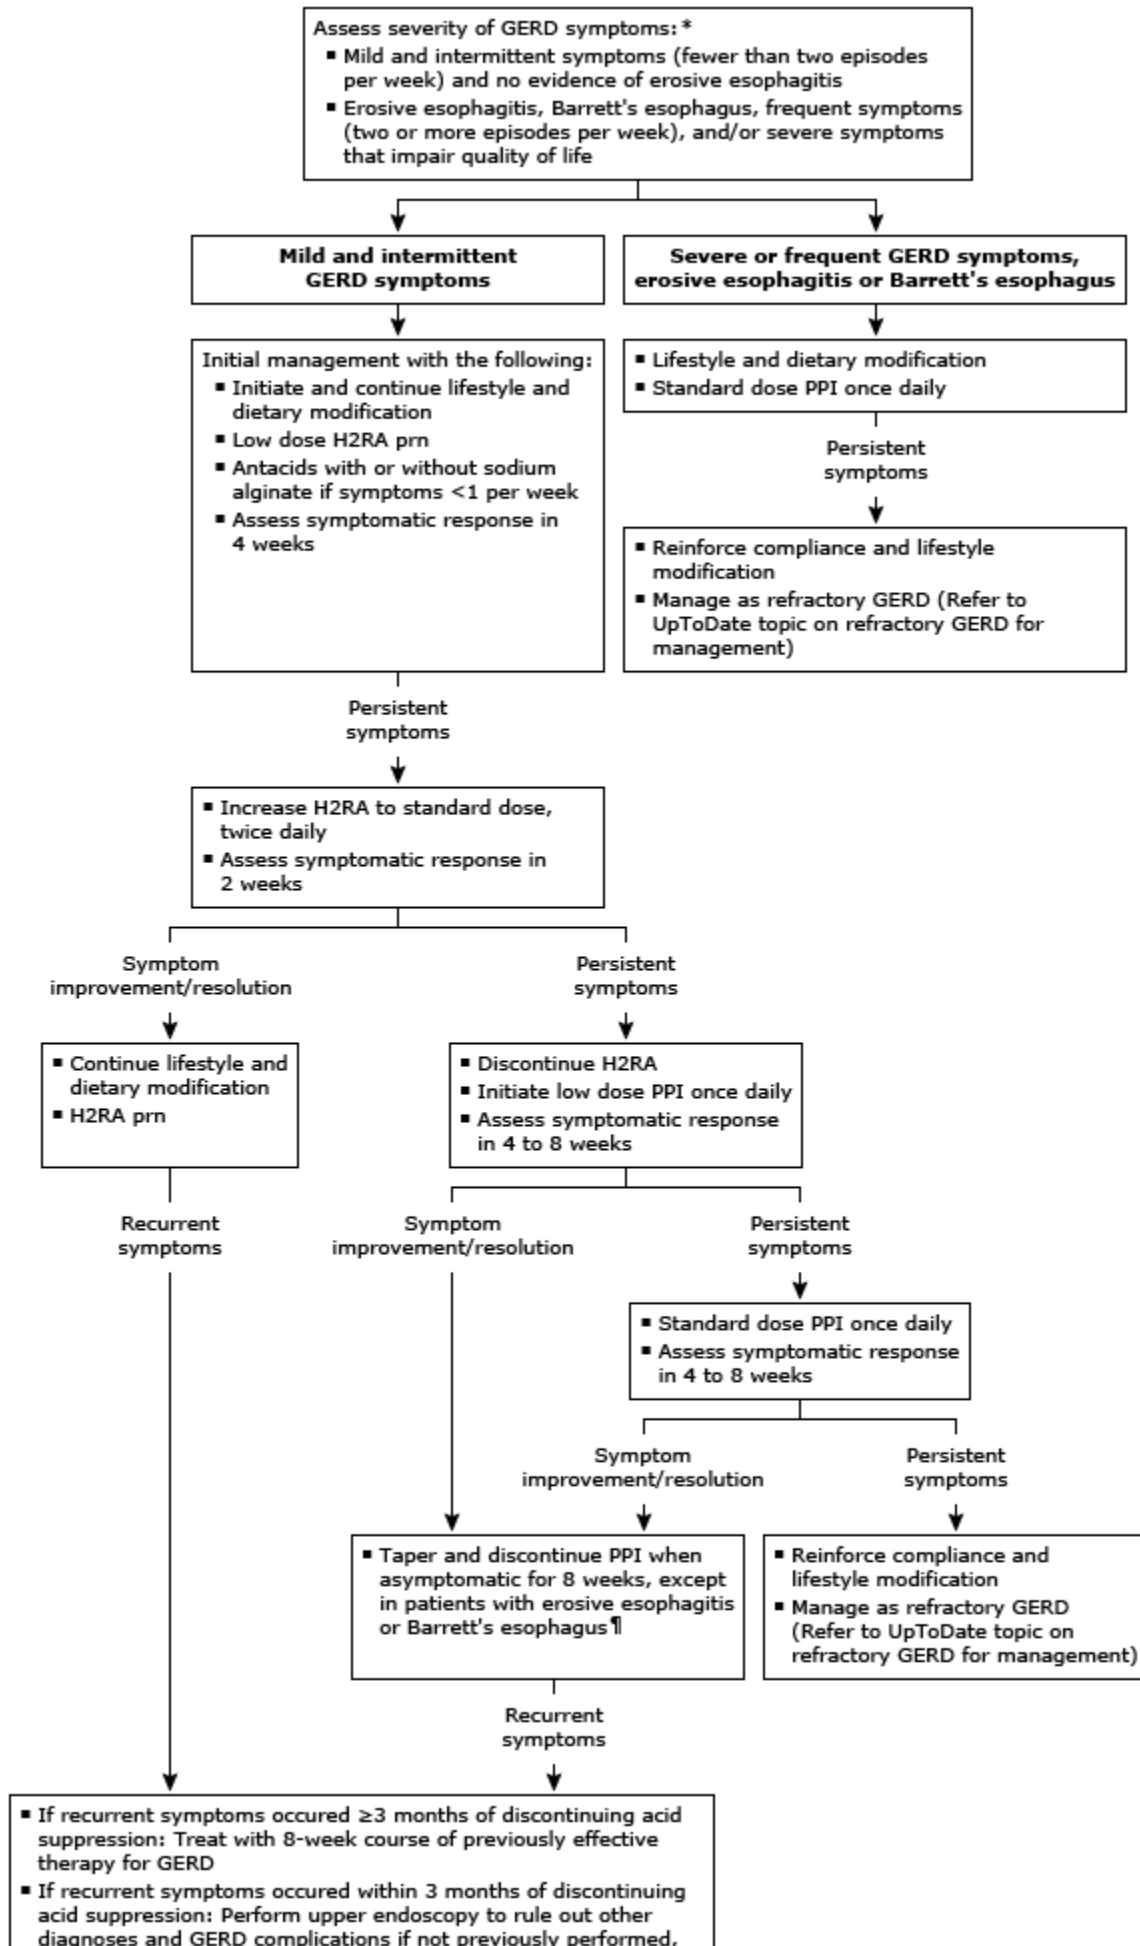 Assess severity of GERD symptoms:*
▪ Mild and intermittent symptoms (fewer than two episodes
per week) and no evidence of erosive esophagitis
▪ Erosive esophagitis, Barrett's esophagus, frequent symptoms
(two or more episodes per week), and/or severe symptoms
that impair quality of life
Mild and intermittent
GERD symptoms
Severe or frequent GERD symptoms,
erosive esophagitis or Barrett's esophagus
Initial management with the following:
▪ Initiate and continue lifestyle and
dietary modification
▪ Low dose H2RA prn
▪ Antacids with or without sodium
alginate if symptoms <1 per week
▪ Assess symptomatic response in
4 weeks
▪ Lifestyle and dietary modification
▪ Standard dose PPI once daily
Persistent
symptoms
▪ Reinforce compliance and lifestyle
modification
▪ Manage as refractory GERD (Refer to
UpToDate topic on refractory GERD for
management)
Persistent
symptoms
▪ Increase H2RA to standard dose,
twice daily
▪ Assess symptomatic response in
2 weeks
Symptom
improvement/resolution
Persistent
symptoms
▪ Continue lifestyle and
dietary modification
▪ H2RA prn
▪ Discontinue H2RA
▪ Initiate low dose PPI once daily
▪ Assess symptomatic response
in 4 to 8 weeks
Recurrent
symptoms
Symptom
improvement/resolution
Persistent
symptoms
▪ Standard dose PPI once daily
▪ Assess symptomatic response
in 4 to 8 weeks
Symptom
improvement/resolution
Persistent
symptoms
▪ Taper and discontinue PPI when
asymptomatic for 8 weeks, except
in patients with erosive esophagitis
or Barrett's esophagus¶
▪ Reinforce compliance and
lifestyle modification
▪ Manage as refractory GERD
(Refer to UpToDate topic on
refractory GERD for management)
Recurrent
symptoms
▪ If recurrent symptoms occured ≥3 months of discontinuing acid
suppression: Treat with 8-week course of previously effective
therapy for GERD
▪ If recurrent symptoms occured within 3 months of discontinuing
acid suppression: Perform upper endoscopy to rule out other
diagnoses and GERD complications if not previously performed,